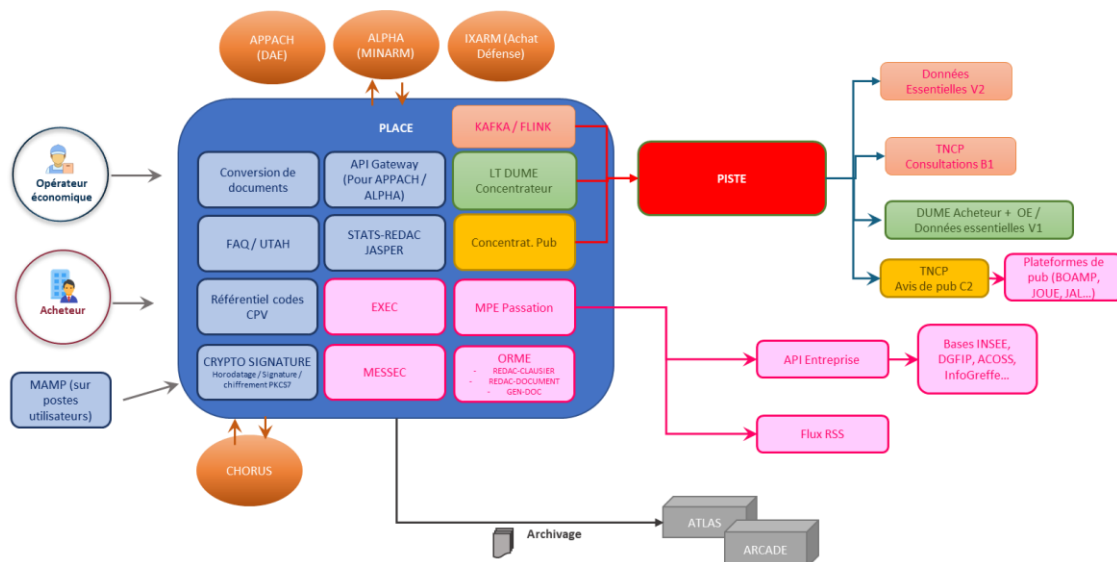 APPACH
(DAE)
ALPHA
(MINARM)
IXARM (Achat
Défense)
PLACE
KAFKA / FLINK
Conversion de
documents
API Gateway
(Pour APPACH /
ALPHA)
LT DUME
Concentrateur
FAQ / UTAH
STATS-REDAC
JASPER
Concentrat. Pub
Référentiel codes
CPV
EXEC
MPE Passation
CRYPTO SIGNATURE
Horodatage / Signature /
chiffrement PKCS7
MESSEC
ORME
- REDAC-CLAUSIER
- REDAC-DOCUMENT
- GEN-DOC
Opérateur
économique
Acheteur
MAMP (sur
postes
utilisateurs)
CHORUS
PISTE
Données
Essentielles V2
TNCP
Consultations B1
DUME Acheteur + OE /
Données essentielles V1
TNCP
Avis de pub C2
Plateformes de
pub (BOAMP,
JOUE, JAL...)
API Entreprise
Bases INSEE,
DGFIP, ACOSS,
InfoGreffe...
Flux RSS
Archivage
ATLAS
ARCADE